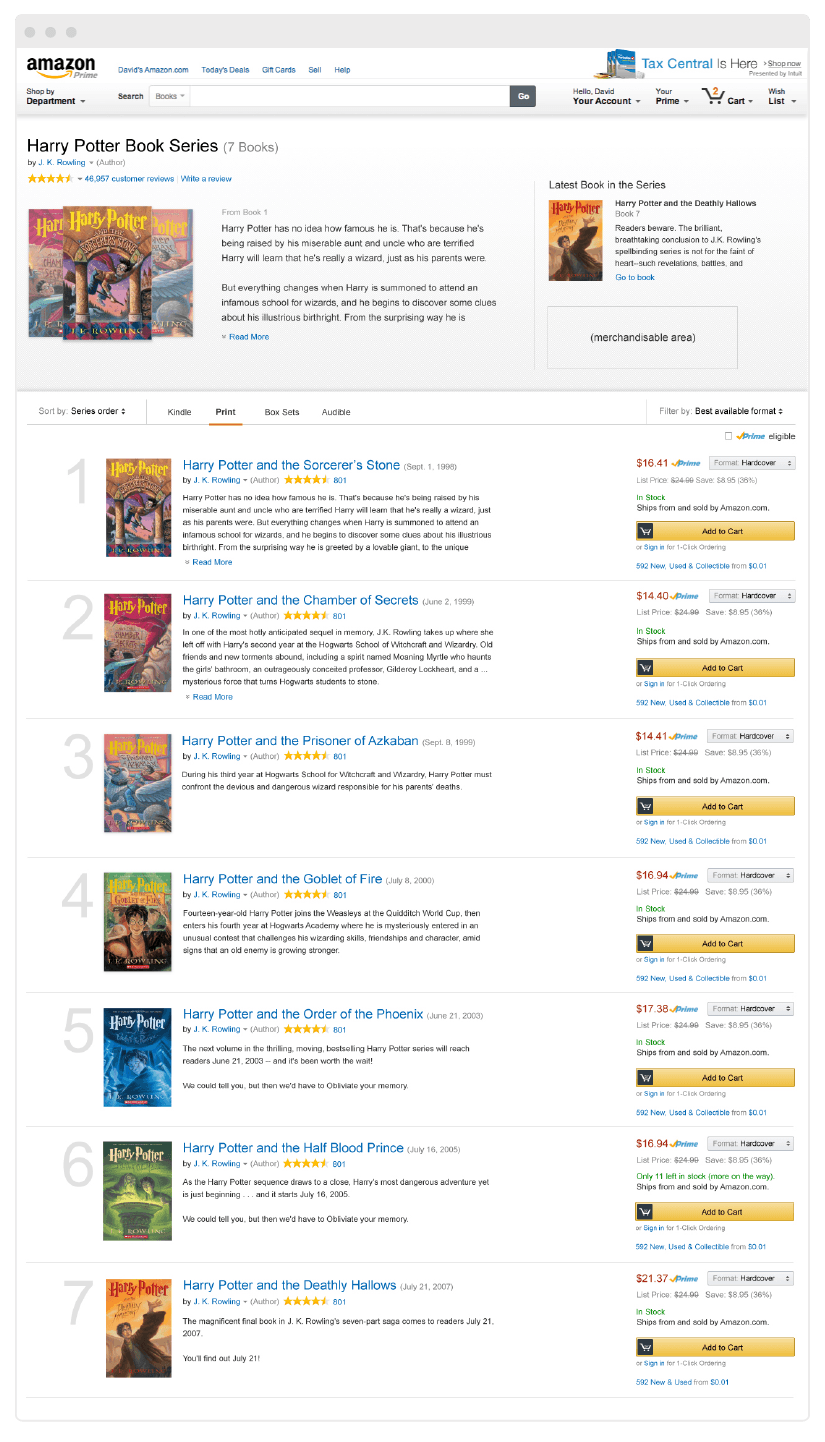 amazon
Prime
David's Amazon.com Today's Deals Gift Cards Sell Help
Tax Central Is Here › Shop now
Presented by Intuit
Shop by
Department
Search Books Go
Hello, David
Your Account
Your
Prime
2
Cart
Wish
List
Harry Potter Book Series (7 Books)
by J. K. Rowling (Author)
46,957 customer reviews | Write a review
From Book 1
Harry Potter has no idea how famous he is. That's because he's
being raised by his miserable aunt and uncle who are terrified
Harry will learn that he's really a wizard, just as his parents were.
But everything changes when Harry is summoned to attend an
infamous school for wizards, and he begins to discover some clues
about his illustrious birthright. From the surprising way he is
Read More
Latest Book in the Series
Harry Potter and the Deathly Hallows
Book 7
Readers beware. The brilliant,
breathtaking conclusion to J.K. Rowling's
spellbinding series is not for the faint of
heart--such revelations, battles, and
Go to book
(merchandisable area)
Sort by: Series order Kindle Print Box Sets Audible Filter by: Best available format
Prime eligible
1
Harry Potter and the Sorcerer's Stone (Sept. 1, 1998)
by J. K. Rowling (Author) 801
Harry Potter has no idea how famous he is. That's because he's being raised by his
miserable aunt and uncle who are terrified Harry will learn that he's really a wizard, just
as his parents were. But everything changes when Harry is summoned to attend an
infamous school for wizards, and he begins to discover some clues about his illustrious
birthright. From the surprising way he is greeted by a lovable giant, to the unique
Read More
$16.41 Prime Format: Hardcover
List Price: $24.99 Save: $8.95 (36%)
In Stock
Ships from and sold by Amazon.com.
Add to Cart
or Sign in for 1-Click Ordering
592 New, Used & Collectible from $0.01
2
Harry Potter and the Chamber of Secrets (June 2, 1999)
by J. K. Rowling (Author) 801
In one of the most hotly anticipated sequel in memory, J.K. Rowling takes up where she
left off with Harry's second year at the Hogwarts School of Witchcraft and Wizardry. Old
friends and new torments abound, including a spirit named Moaning Myrtle who haunts
the girls' bathroom, an outrageously conceited professor, Gilderoy Lockheart, and a ...
mysterious force that turns Hogwarts students to stone.
Read More
$14.40 Prime Format: Hardcover
List Price: $24.99 Save: $8.95 (36%)
In Stock
Ships from and sold by Amazon.com.
Add to Cart
or Sign in for 1-Click Ordering
592 New, Used & Collectible from $0.01
3
Harry Potter and the Prisoner of Azkaban (Sept. 8, 1999)
by J. K. Rowling (Author) 801
During his third year at Hogwarts School for Witchcraft and Wizardry, Harry Potter must
confront the devious and dangerous wizard responsible for his parents' deaths.
$14.41 Prime Format: Hardcover
List Price: $24.99 Save: $8.95 (36%)
In Stock
Ships from and sold by Amazon.com.
Add to Cart
or Sign in for 1-Click Ordering
592 New, Used & Collectible from $0.01
4
Harry Potter and the Goblet of Fire (July 8, 2000)
by J. K. Rowling (Author) 801
Fourteen-year-old Harry Potter joins the Weasleys at the Quidditch World Cup, then
enters his fourth year at Hogwarts Academy where he is mysteriously entered in an
unusual contest that challenges his wizarding skills, friendships and character, amid
signs that an old enemy is growing stronger.
$16.94 Prime Format: Hardcover
List Price: $24.99 Save: $8.95 (36%)
In Stock
Ships from and sold by Amazon.com.
Add to Cart
or Sign in for 1-Click Ordering
592 New, Used & Collectible from $0.01
5
Harry Potter and the Order of the Phoenix (June 21, 2003)
by J. K. Rowling (Author) 801
The next volume in the thrilling, moving, bestselling Harry Potter series will reach
readers June 21, 2003 -- and it's been worth the wait!
We could tell you, but then we'd have to Obliviate your memory.
$17.38 Prime Format: Hardcover
List Price: $24.99 Save: $8.95 (36%)
In Stock
Ships from and sold by Amazon.com.
Add to Cart
or Sign in for 1-Click Ordering
592 New, Used & Collectible from $0.01
6
Harry Potter and the Half Blood Prince (July 16, 2005)
by J. K. Rowling (Author) 801
As the Harry Potter sequence draws to a close, Harry's most dangerous adventure yet
is just beginning . . . and it starts July 16, 2005.
We could tell you, but then we'd have to Obliviate your memory.
$16.94 Prime Format: Hardcover
List Price: $24.99 Save: $8.95 (36%)
Only 11 left in stock (more on the way).
Ships from and sold by Amazon.com.
Add to Cart
or Sign in for 1-Click Ordering
592 New, Used & Collectible from $0.01
7
Harry Potter and the Deathly Hallows (July 21, 2007)
by J. K. Rowling (Author) 801
The magnificent final book in J. K. Rowling's seven-part saga comes to readers July 21,
2007.
You'll find out July 21!
$21.37 Prime Format: Hardcover
List Price: $24.99 Save: $8.95 (36%)
In Stock
Ships from and sold by Amazon.com.
Add to Cart
or Sign in for 1-Click Ordering
592 New & Used from $0.01